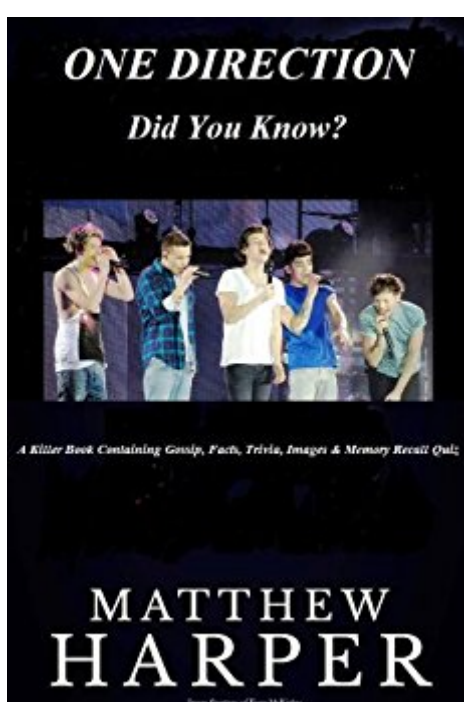 ONE DIRECTION
Did You Know?
A Killer Book Containing Gossip, Facts, Trivia, Images & Memory Recall Quiz
MATTHEW
HARPER